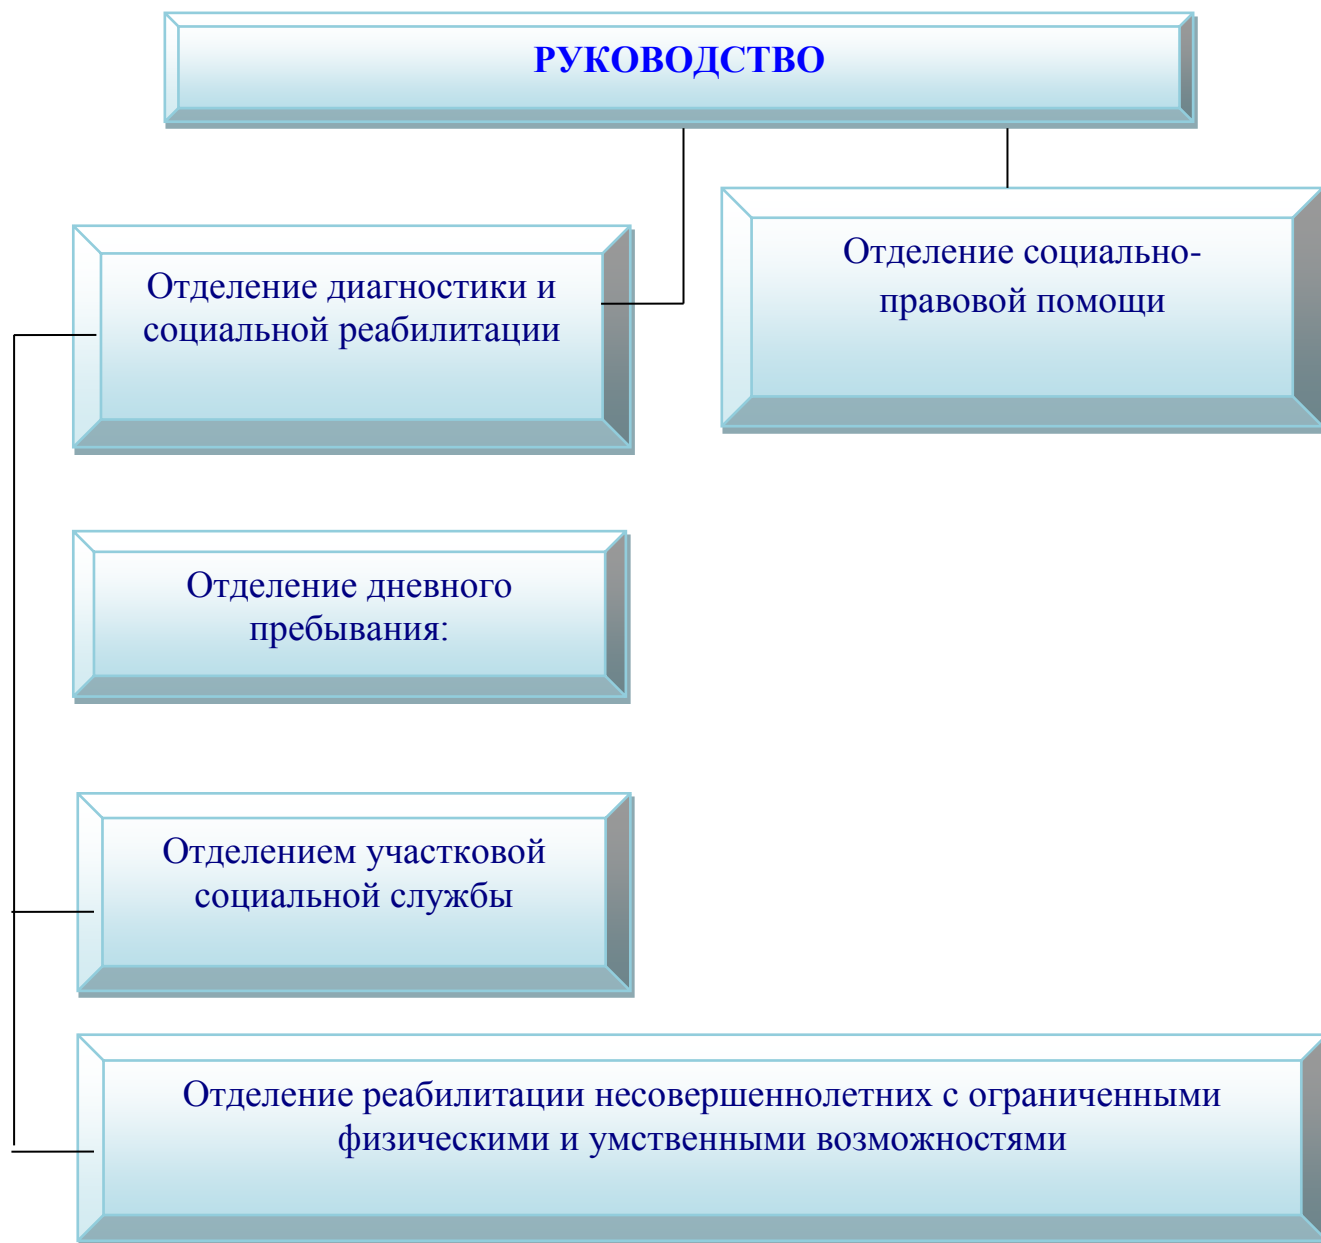 РУКОВОДСТВО
Отделение диагностики и
социальной реабилитации
Отделение социально-
правовой помощи
Отделение дневного
пребывания:
Отделением участковой
социальной службы
Отделение реабилитации несовершеннолетних с ограниченными
физическими и умственными возможностями